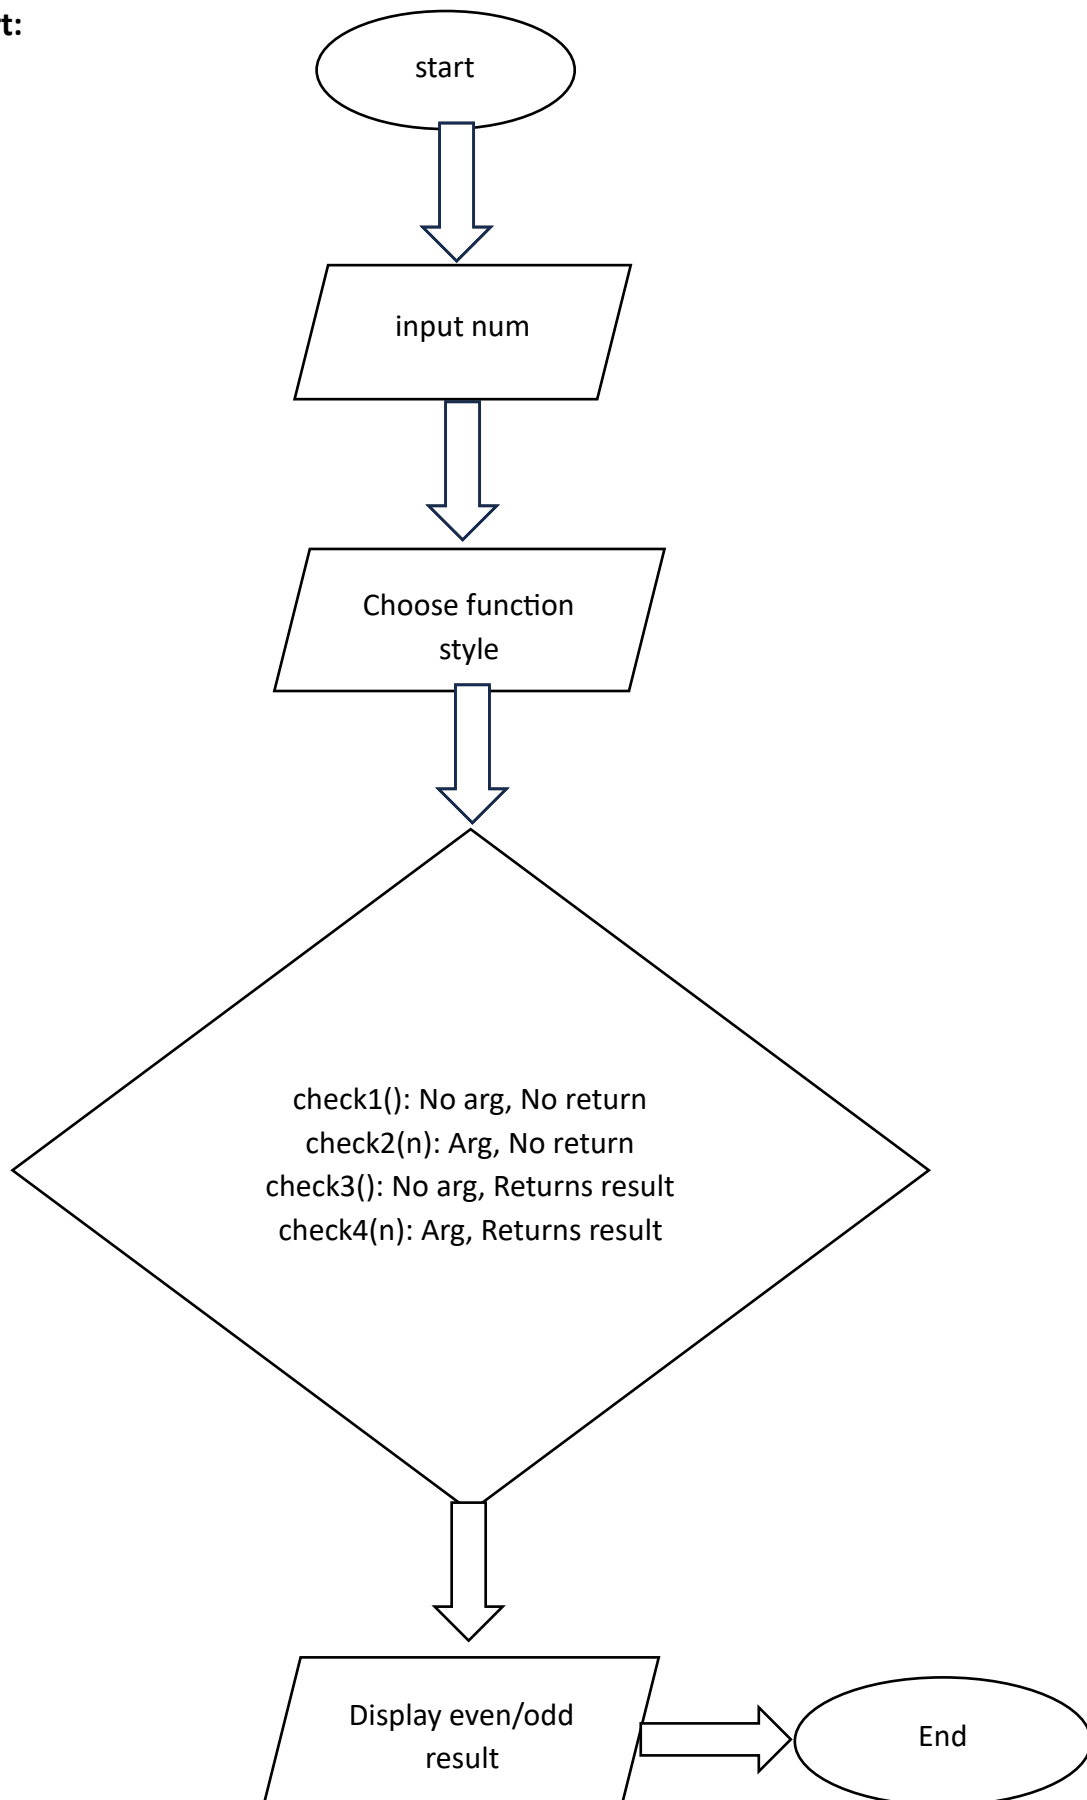 t:
start
input num
Choose function
style
check1(): No arg, No return
check2(n): Arg, No return
check3(): No arg, Returns result
check4(n): Arg, Returns result
Display even/odd
result
End